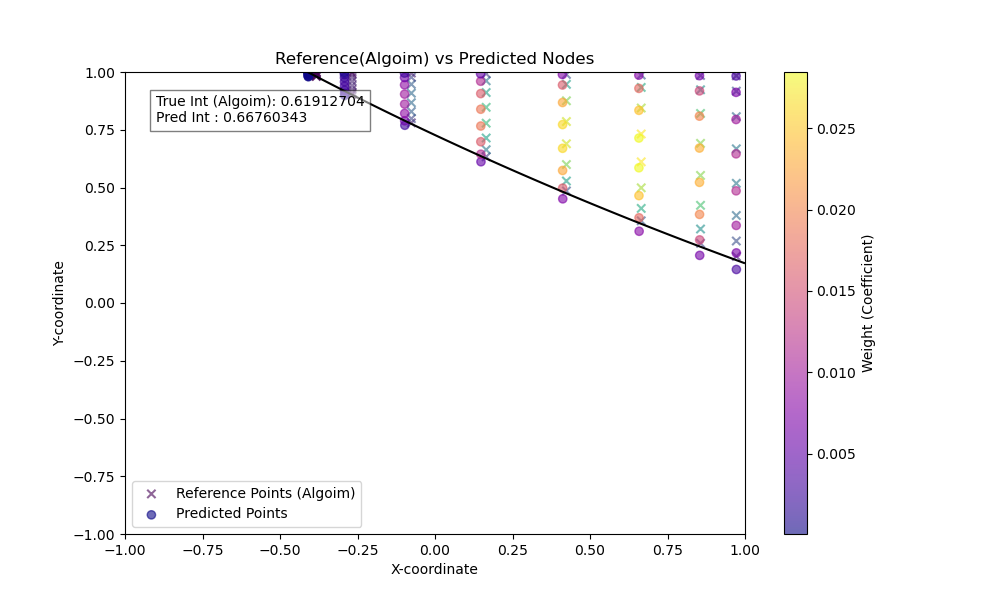 Reference(Algoim) vs Predicted Nodes
True Int (Algoim): 0.61912704
Pred Int : 0.66760343
1.00
0.75
0.50
0.25
0.00
−0.25
−0.50
−0.75
−1.00
Y-coordinate
Reference Points (Algoim)
Predicted Points
−1.00 −0.75 −0.50 −0.25 0.00 0.25 0.50 0.75 1.00
X-coordinate
0.025
0.020
0.015
0.010
0.005
Weight (Coefficient)